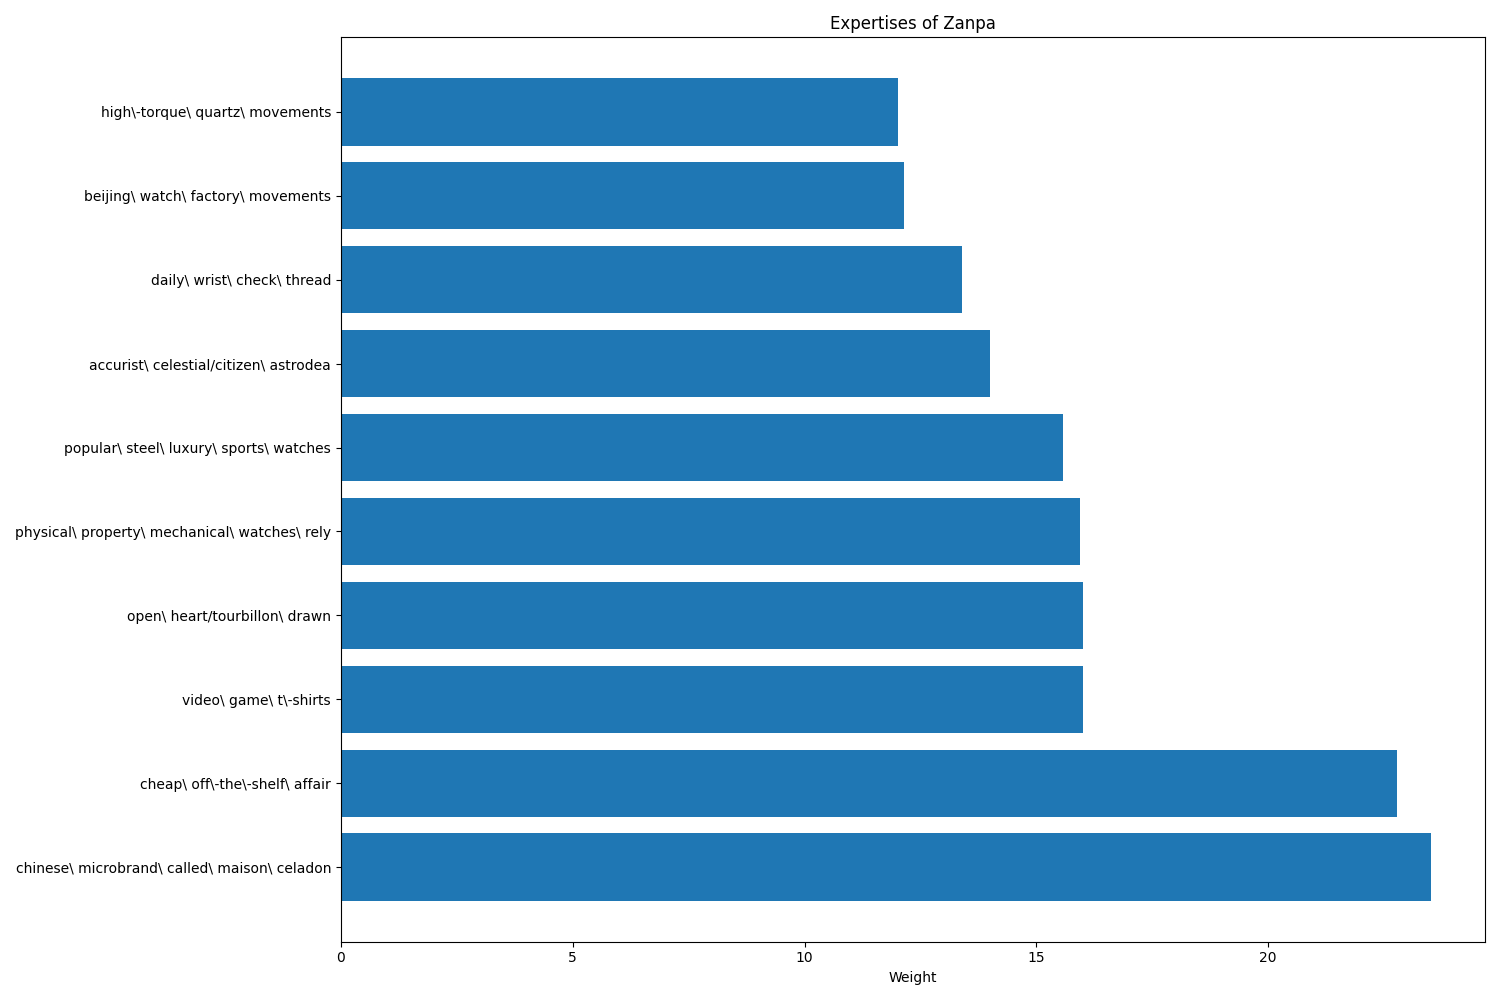 Expertises of Zanpa
high\-torque\ quartz\ movements
beijing\ watch\ factory\ movements
daily\ wrist\ check\ thread
accurist\ celestial/citizen\ astrodea
popular\ steel\ luxury\ sports\ watches
physical\ property\ mechanical\ watches\ rely
open\ heart/tourbillon\ drawn
video\ game\ t\-shirts
cheap\ off\-the\-shelf\ affair
chinese\ microbrand\ called\ maison\ celadon
0 5 10 15 20
Weight